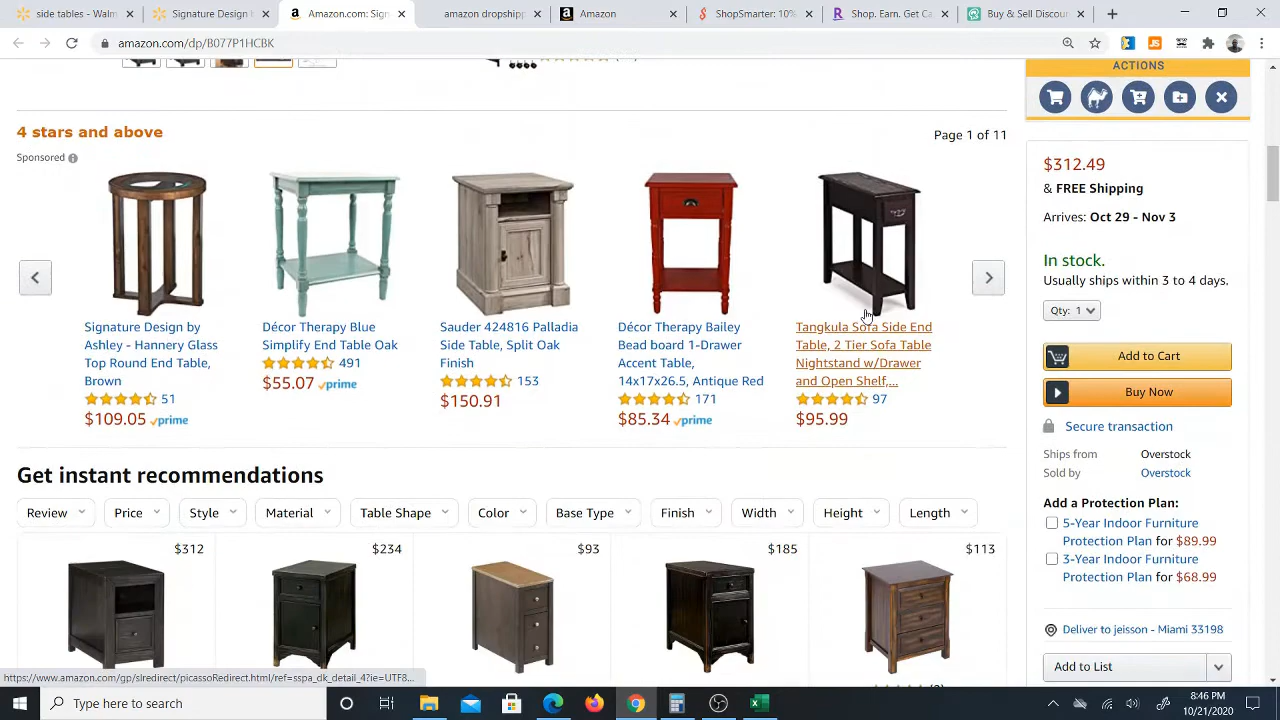 side tables - Walm
Signature Design b
Amazon.com: Sign
amazon dropshipp
Amazon
ShopSmarter: 10%
Shop. Earn. Get Ca
Buy & Sell Discoun
amazon.com/dp/B077P1HCBK
ACTIONS
4 stars and above
Page 1 of 11
Sponsored
Signature Design by
Ashley - Hannery Glass
Top Round End Table,
Brown
51
$109.05 prime
Décor Therapy Blue
Simplify End Table Oak
491
$55.07 prime
Sauder 424816 Palladia
Side Table, Split Oak
Finish
153
$150.91
Décor Therapy Bailey
Bead board 1-Drawer
Accent Table,
14x17x26.5, Antique Red
171
$85.34 prime
Tangkula Sofa Side End
Table, 2 Tier Sofa Table
Nightstand w/Drawer
and Open Shelf,...
97
$95.99
Get instant recommendations
Review
Price
Style
Material
Table Shape
Color
Base Type
Finish
Width
Height
Length
$312
$234
$93
$185
$113
$312.49
& FREE Shipping
Arrives: Oct 29 - Nov 3
In stock.
Usually ships within 3 to 4 days.
Qty: 1
Add to Cart
Buy Now
Secure transaction
Ships from Overstock
Sold by Overstock
Add a Protection Plan:
5-Year Indoor Furniture
Protection Plan for $89.99
3-Year Indoor Furniture
Protection Plan for $68.99
Deliver to jeisson - Miami 33198
Add to List
ttps://www.amazon.com/gp/slredirect/picassoRedirect.html/ref=sspa_dk_detail_4?ie=UTF8...
Type here to search
8:46 PM
10/21/2020